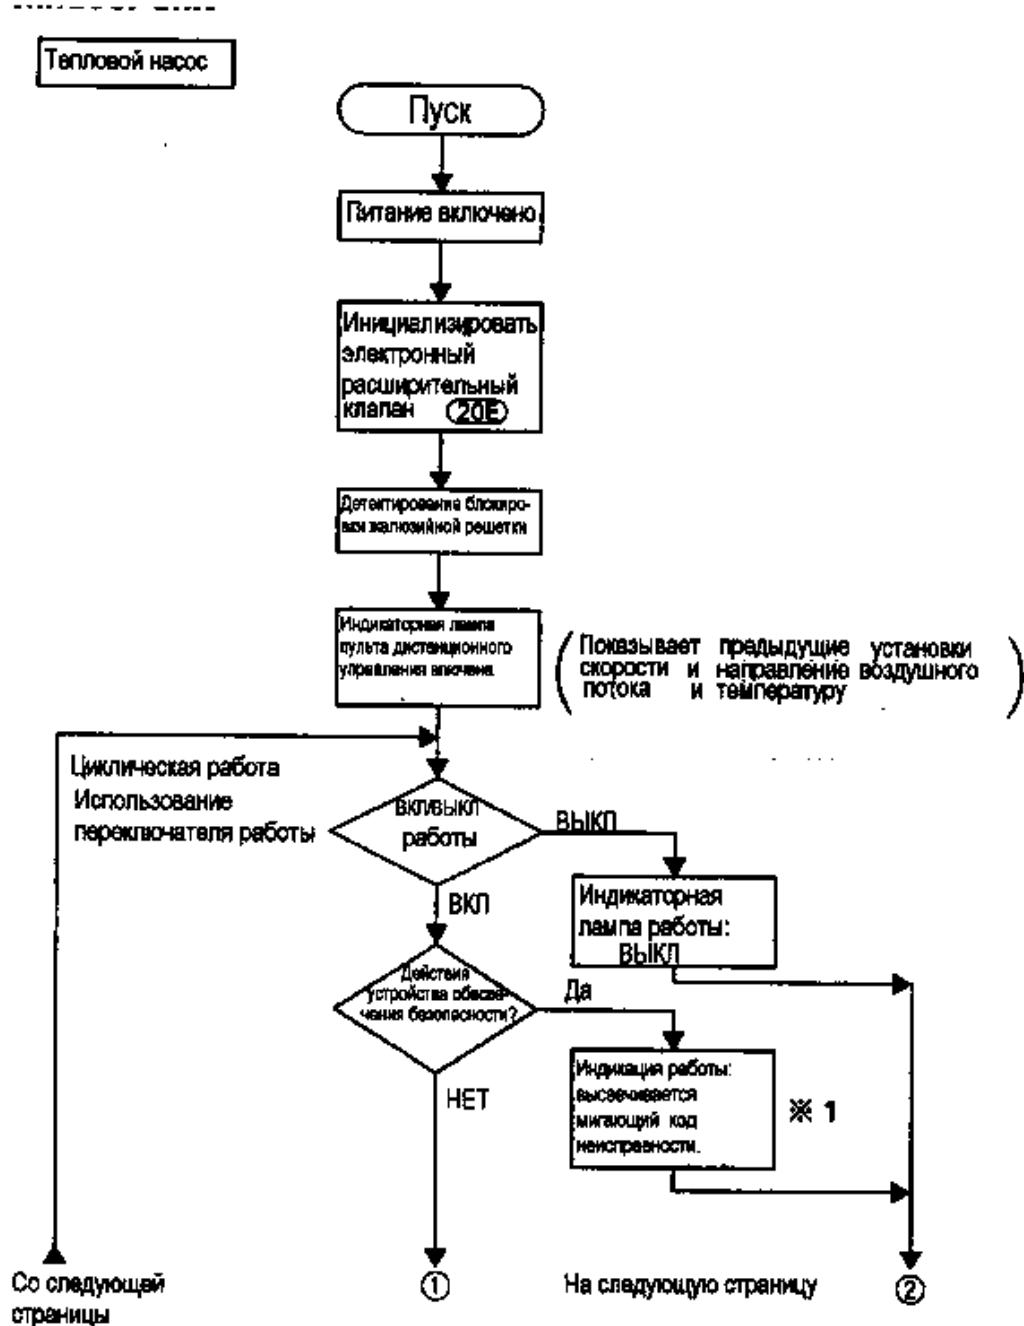 Тепловой насос
Пуск
Питание включено
Инициализировать
электронный
расширительный
клапан 20E
Детектирование блокиро-
вки жалюзийной решетки
Индикаторная лампа
пульта дистанционного
управления включена.
Показывает предыдущие установки
скорости и направление воздушного
потока и температуру
Циклическая работа
Использование
переключателя работы
ВКЛ/ВЫКЛ
работы
ВЫКЛ
ВКЛ
Индикаторная
лампа работы:
ВЫКЛ
Действия
устройства обеспе-
чения безопасности?
Да
НЕТ
Индикация работы:
высвечивается
мигающий код
неисправности.
※ 1
Со следующей
страницы
①
На следующую страницу
②